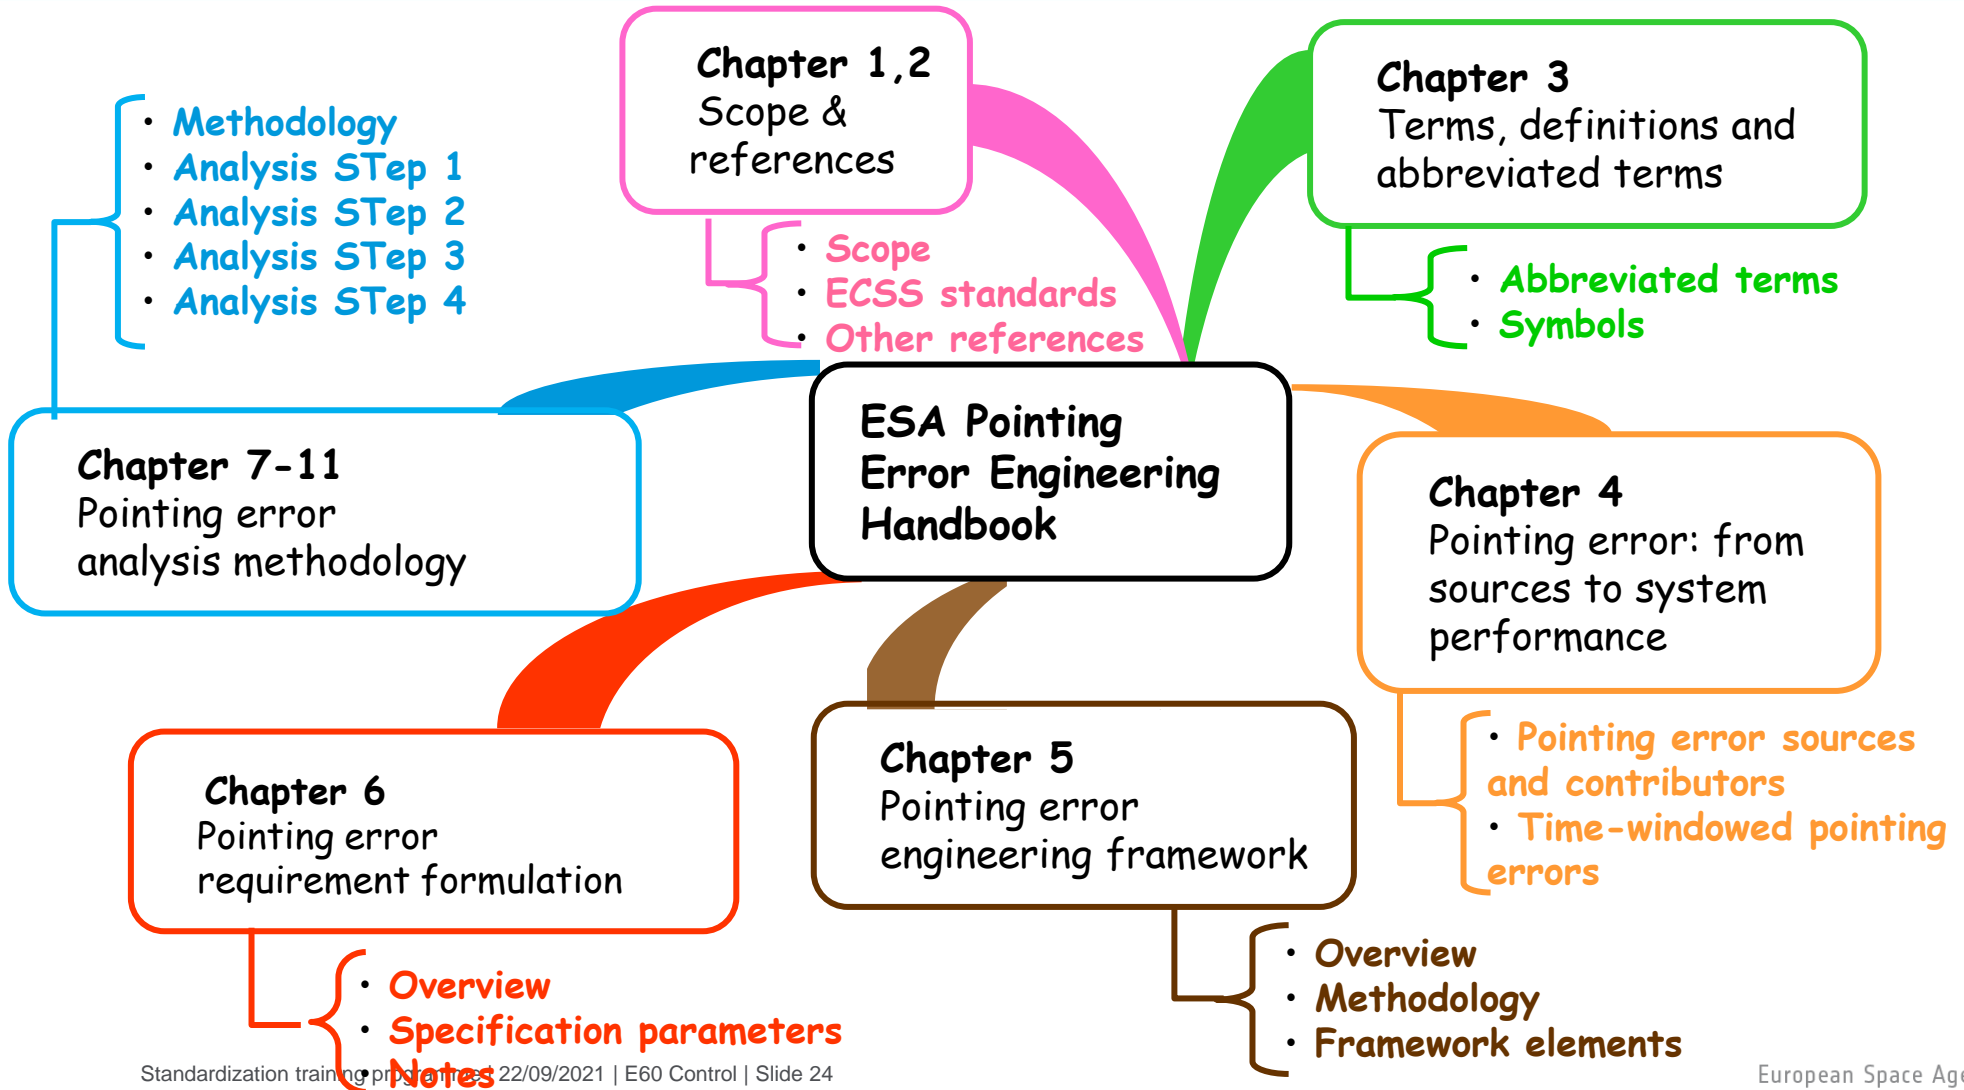 Chapter 1,2
Scope &
references
• Scope
• ECSS standards
• Other references
Chapter 3
Terms, definitions and
abbreviated terms
• Abbreviated terms
• Symbols
• Methodology
• Analysis STep 1
• Analysis STep 2
• Analysis STep 3
• Analysis STep 4
Chapter 7-11
Pointing error
analysis methodology
ESA Pointing
Error Engineering
Handbook
Chapter 4
Pointing error: from
sources to system
performance
• Pointing error sources
and contributors
• Time-windowed pointing
errors
Chapter 6
Pointing error
requirement formulation
• Overview
• Specification parameters
• Notes
Chapter 5
Pointing error
engineering framework
• Overview
• Methodology
• Framework elements
Standardization training programme | 22/09/2021 | E60 Control | Slide 24
European Space Age